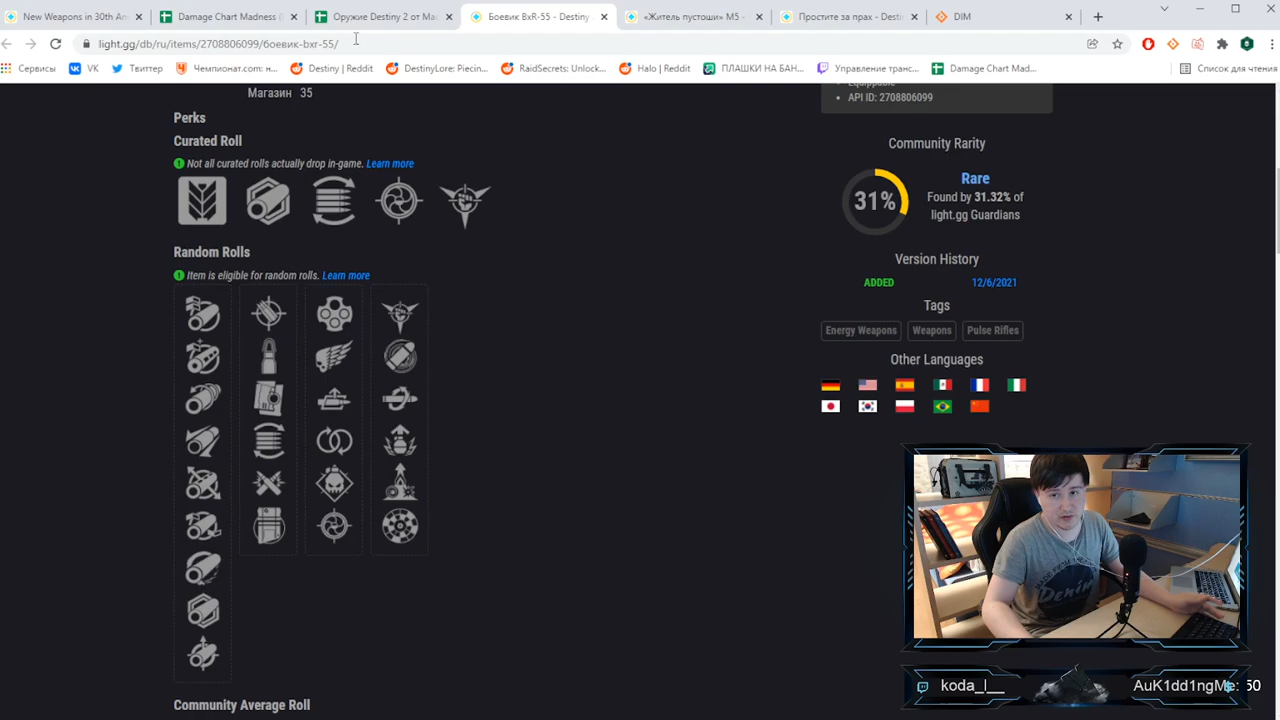 New Weapons in 30th An
Damage Chart Madness (
Оружие Destiny 2 от Ма
Боевик BxR-55 - Destiny
«Житель пустоши» M5 -
Простите за прах - Desti
DIM
light.gg/db/ru/items/2708806099/боевик-bxr-55/
Сервисы
VK
Твиттер
Чемпионат.com: н...
Destiny | Reddit
DestinyLore: Piecin...
RaidSecrets: Unlock...
Halo | Reddit
ПЛАШКИ НА БАН...
Управление транс...
Damage Chart Mad...
Список для чтения
Магазин 35
Equippable
API ID: 2708806099
Perks
Curated Roll
Not all curated rolls actually drop in-game. Learn more
Random Rolls
Item is eligible for random rolls. Learn more
Community Average Roll
Community Rarity
31%
Rare
Found by 31.32% of
light.gg Guardians
Version History
ADDED 12/6/2021
Tags
Energy Weapons
Weapons
Pulse Rifles
Other Languages
Denim
koda_l__
AuK1dd1ngMe: 50